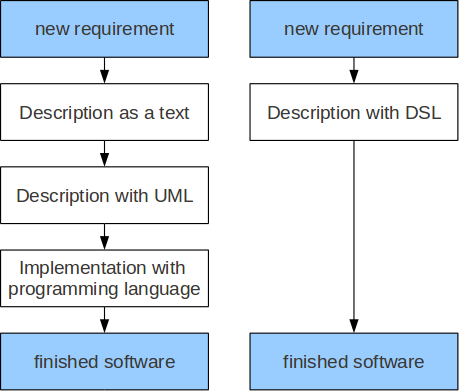 new requirement
Description as a text
Description with UML
Implementation with
programming language
finished software
new requirement
Description with DSL
finished software